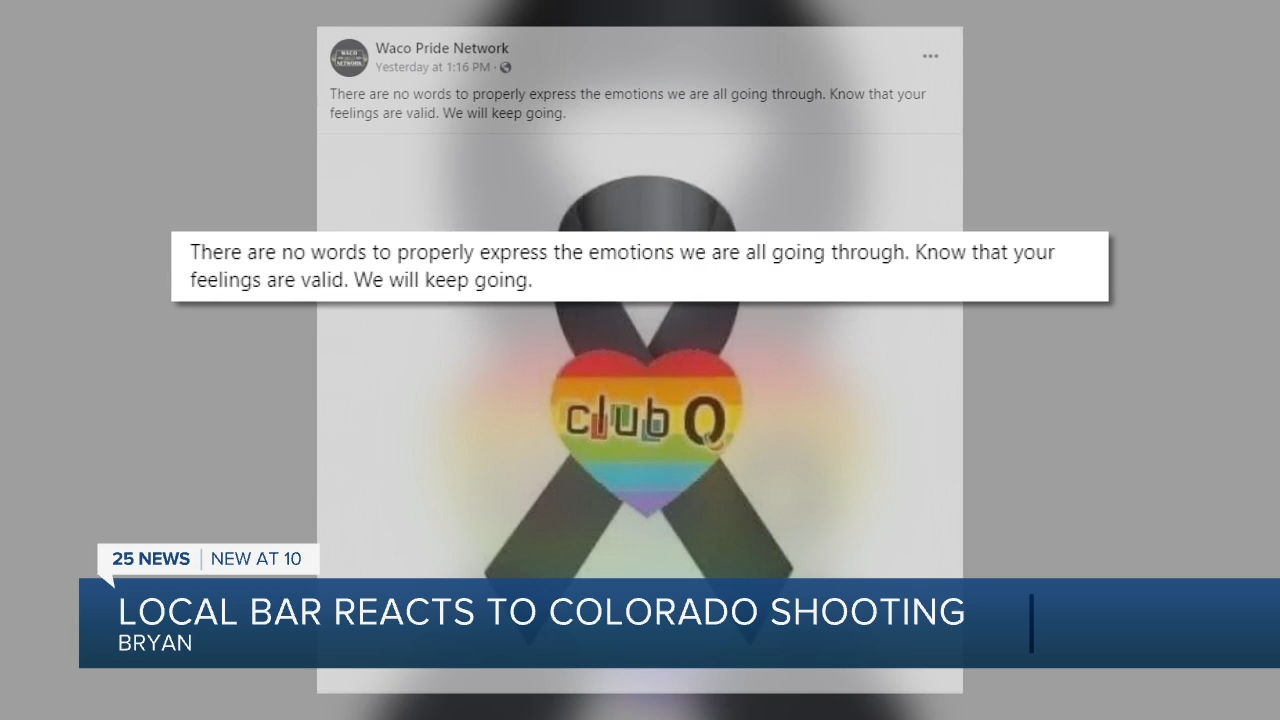 WACO
NETWORK
Waco Pride Network
Yesterday at 1:16 PM ·
There are no words to properly express the emotions we are all going through. Know that your
feelings are valid. We will keep going.
There are no words to properly express the emotions we are all going through. Know that your
feelings are valid. We will keep going.
club Q
25 NEWS | NEW AT 10
LOCAL BAR REACTS TO COLORADO SHOOTING
BRYAN